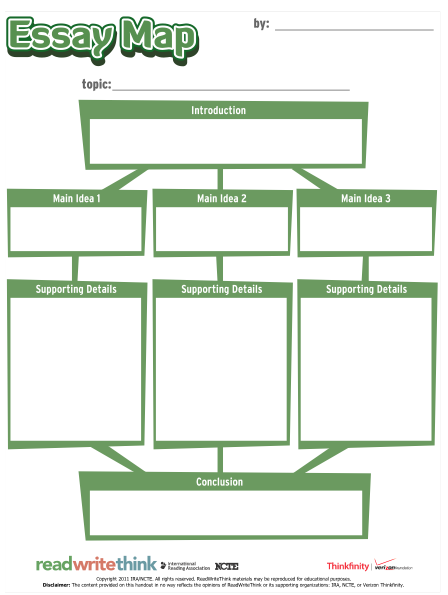 Essay Map
by:
topic:
Introduction
Main Idea 1
Main Idea 2
Main Idea 3
Supporting Details
Supporting Details
Supporting Details
Conclusion
readwritethink
International
Reading Association
NCTE
Thinkfinity
verizon foundation
Copyright 2011 IRA/NCTE. All rights reserved. ReadWriteThink materials may be reproduced for educational purposes.
Disclaimer: The content provided on this handout in no way reflects the opinions of ReadWriteThink or its supporting organizations: IRA, NCTE, or Verizon Thinkfinity.